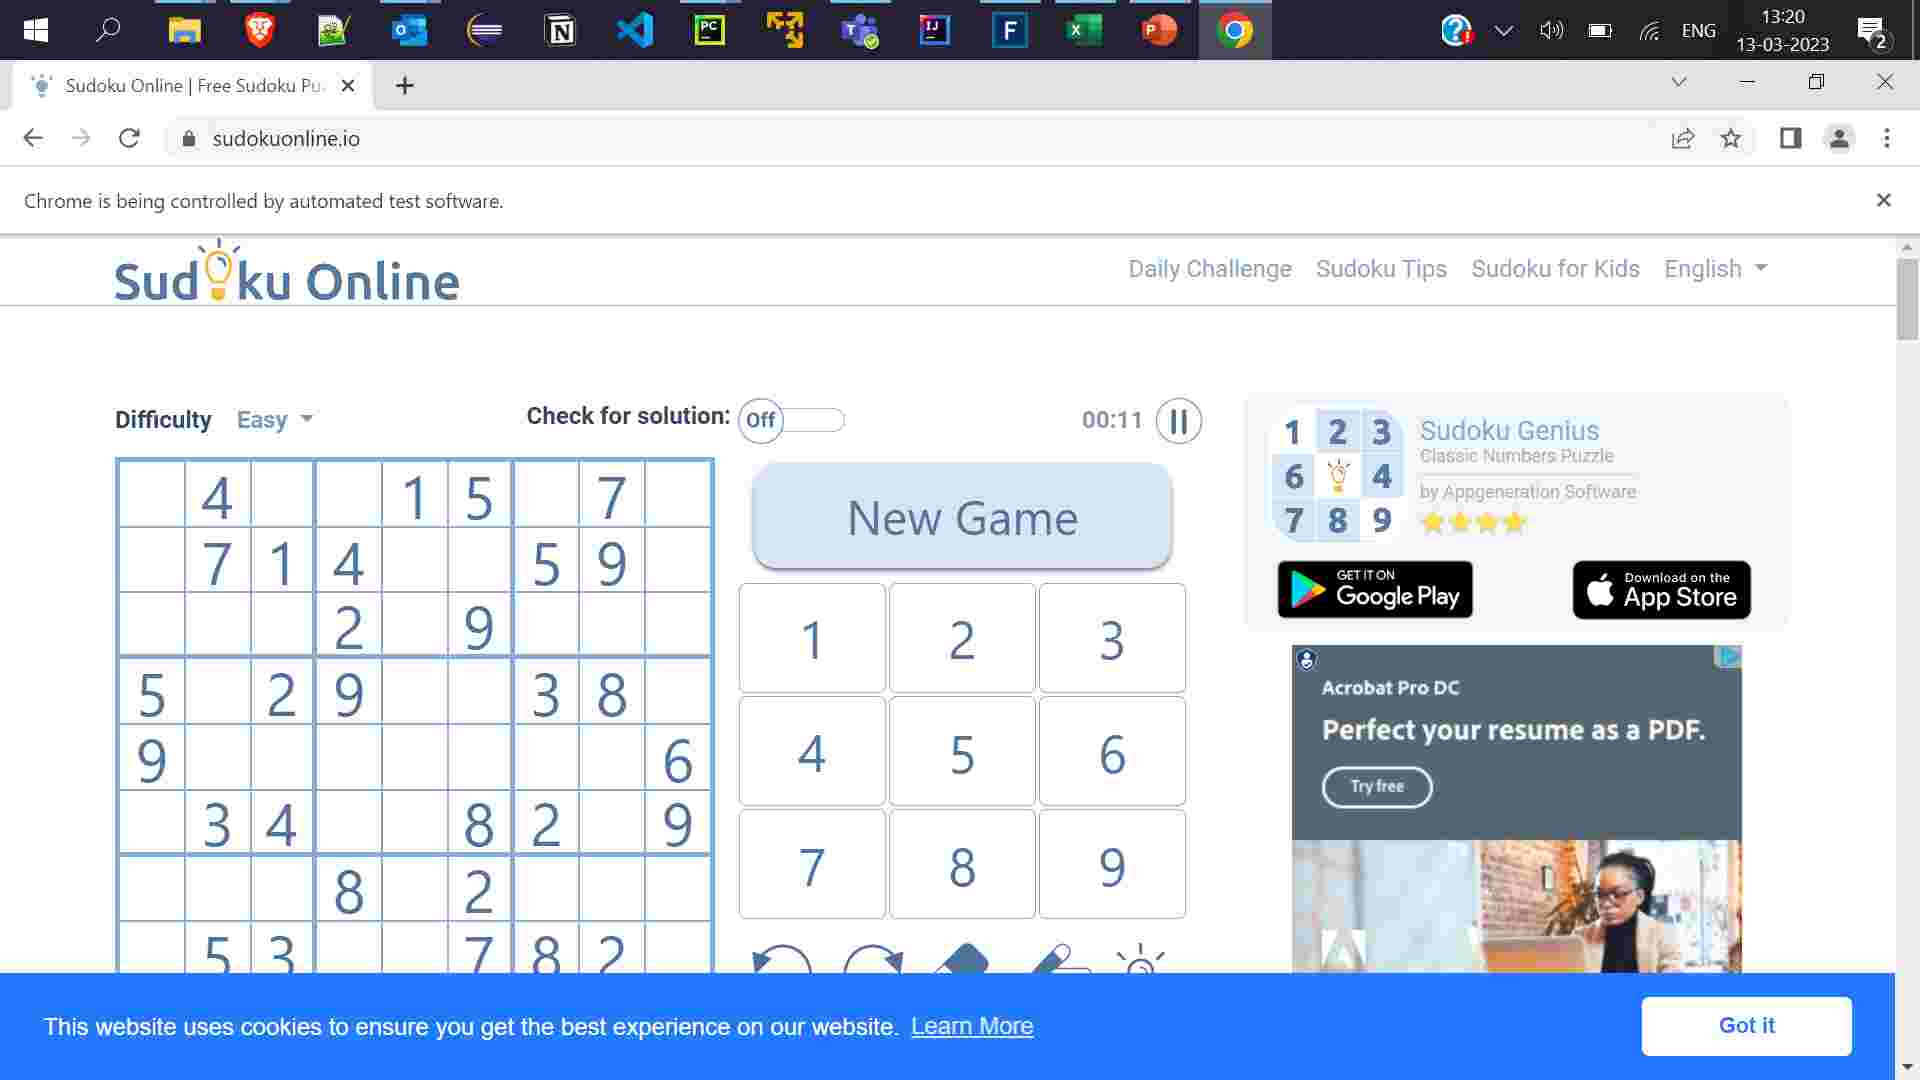 13:20
ENG
13-03-2023
2
Sudoku Online | Free Sudoku Pu
sudokuonline.io
Chrome is being controlled by automated test software.
Sudoku Online
Daily Challenge Sudoku Tips Sudoku for Kids English
Difficulty Easy Check for solution: Off 00:11
4 1 5 7
7 1 4 5 9
2 9
5 2 9 3 8
9 6
3 4 8 2 9
8 2
5 3 7 8 2
New Game
1 2 3
4 5 6
7 8 9
1 2 3
6 4
7 8 9
Sudoku Genius
Classic Numbers Puzzle
by Appgeneration Software
GET IT ON
Google Play
Download on the
App Store
Acrobat Pro DC
Perfect your resume as a PDF.
Try free
This website uses cookies to ensure you get the best experience on our website. Learn More
Got it